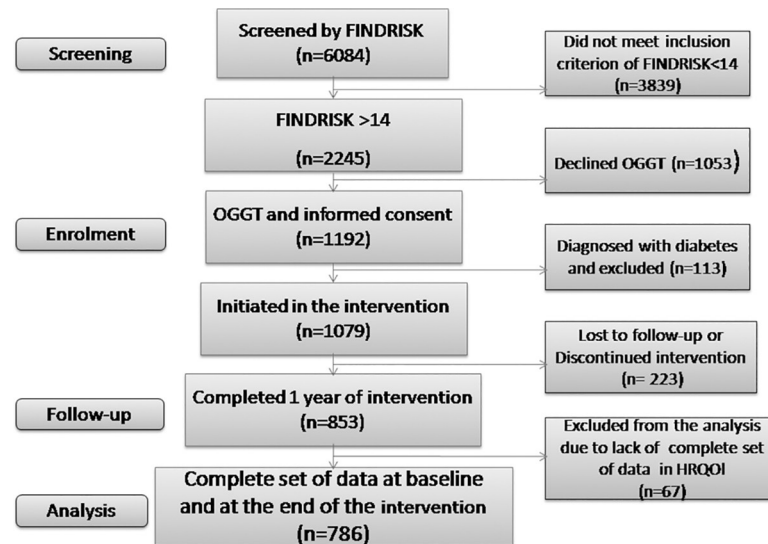 Screening
Screened by FINDRISK
(n=6084)
Did not meet inclusion
criterion of FINDRISK<14
(n=3839)
FINDRISK >14
(n=2245)
Declined OGGT (n=1053)
Enrolment
OGGT and informed consent
(n=1192)
Diagnosed with diabetes
and excluded (n=113)
Initiated in the intervention
(n=1079)
Lost to follow-up or
Discontinued intervention
(n= 223)
Follow-up
Completed 1 year of intervention
(n=853)
Excluded from the analysis
due to lack of complete set
of data in HRQOl
(n=67)
Analysis
Complete set of data at baseline
and at the end of the intervention
(n=786)